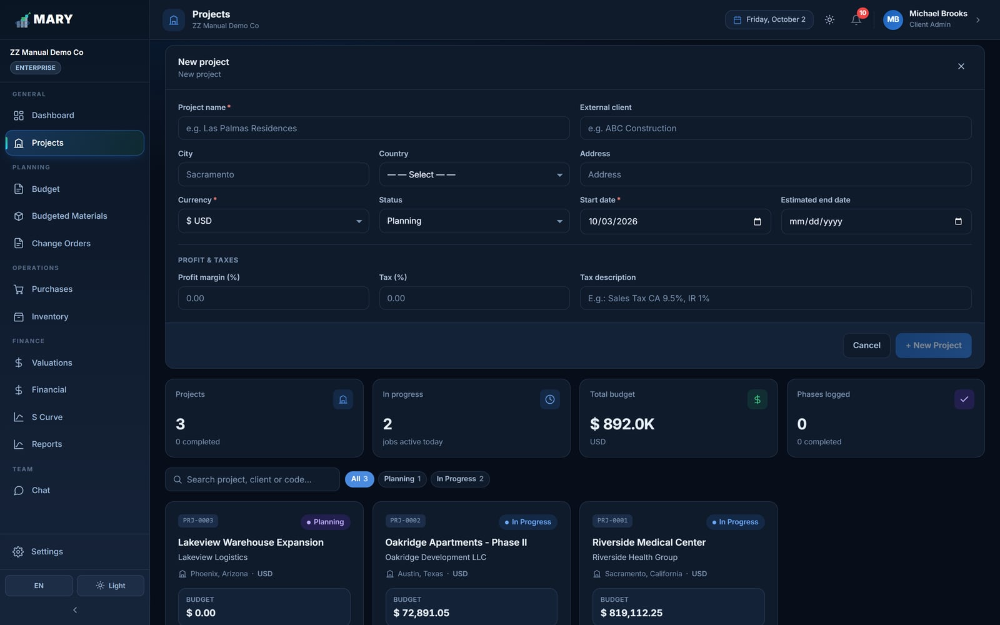 MARY
ZZ Manual Demo Co
ENTERPRISE
GENERAL
Dashboard
Projects
PLANNING
Budget
Budgeted Materials
Change Orders
OPERATIONS
Purchases
Inventory
FINANCE
Valuations
Financial
S Curve
Reports
TEAM
Chat
Settings
EN
Light
Projects
ZZ Manual Demo Co
Friday, October 2
10
MB
Michael Brooks
Client Admin
New project
New project
Project name *
External client
e.g. Las Palmas Residences
e.g. ABC Construction
City
Country
Address
Sacramento
— — Select — —
Address
Currency *
Status
Start date *
Estimated end date
$ USD
Planning
10/03/2026
mm/dd/yyyy
PROFIT & TAXES
Profit margin (%)
Tax (%)
Tax description
0.00
0.00
E.g.: Sales Tax CA 9.5%, IR 1%
Cancel
+ New Project
Projects
3
0 completed
In progress
2
jobs active today
Total budget
$ 892.0K
USD
Phases logged
0
0 completed
Search project, client or code...
All 3
Planning 1
In Progress 2
PRJ-0003
Planning
Lakeview Warehouse Expansion
Lakeview Logistics
Phoenix, Arizona · USD
BUDGET
$ 0.00
PRJ-0002
In Progress
Oakridge Apartments - Phase II
Oakridge Development LLC
Austin, Texas · USD
BUDGET
$ 72,891.05
PRJ-0001
In Progress
Riverside Medical Center
Riverside Health Group
Sacramento, California · USD
BUDGET
$ 819,112.25